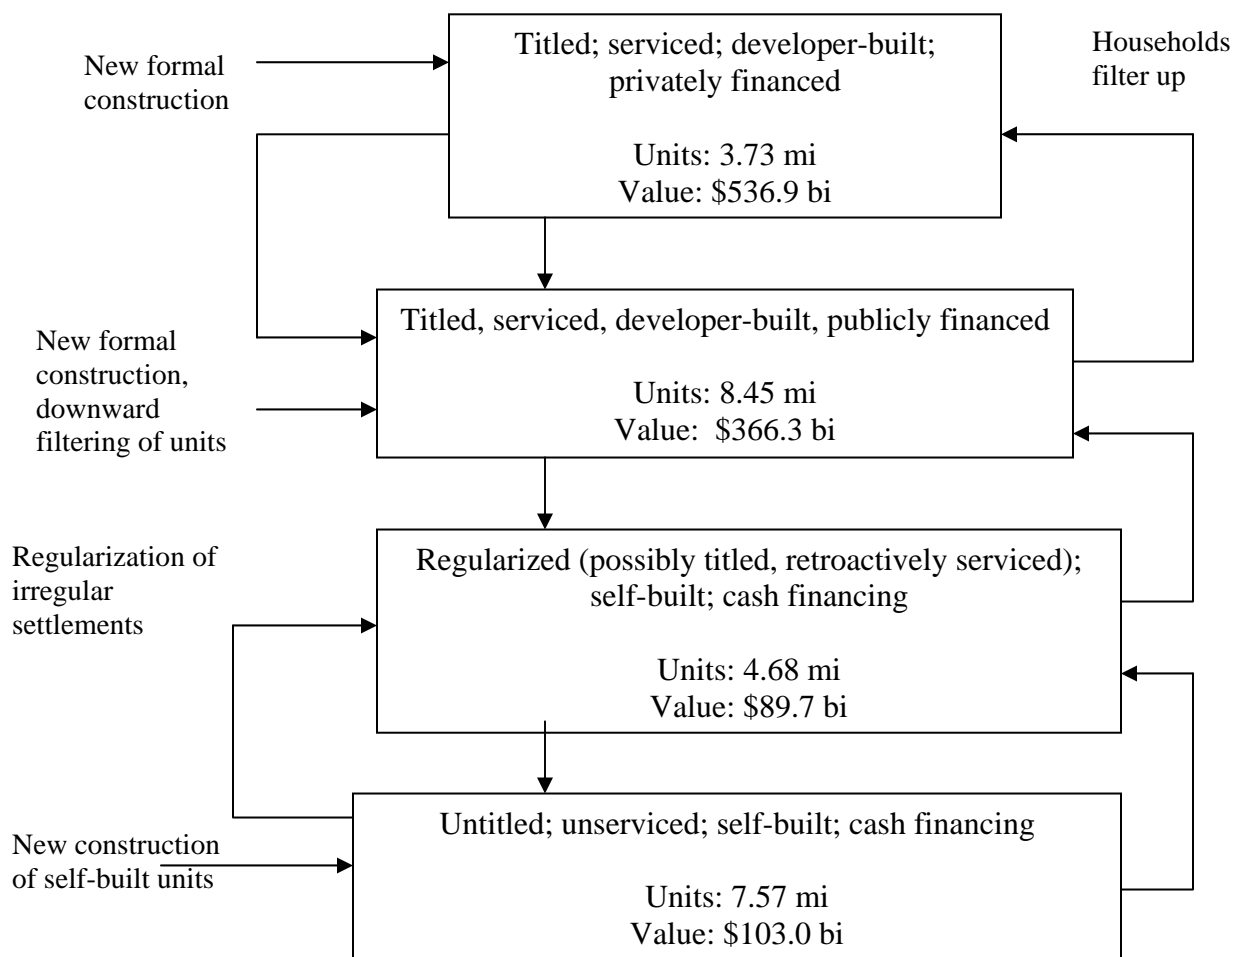 New formal
construction
Titled; serviced; developer-built;
privately financed
Units: 3.73 mi
Value: $536.9 bi
Households
filter up
New formal
construction,
downward
filtering of units
Titled, serviced, developer-built, publicly financed
Units: 8.45 mi
Value:  $366.3 bi
Regularization of
irregular
settlements
Regularized (possibly titled, retroactively serviced);
self-built; cash financing
Units: 4.68 mi
Value: $89.7 bi
New construction
of self-built units
Untitled; unserviced; self-built; cash financing
Units: 7.57 mi
Value: $103.0 bi